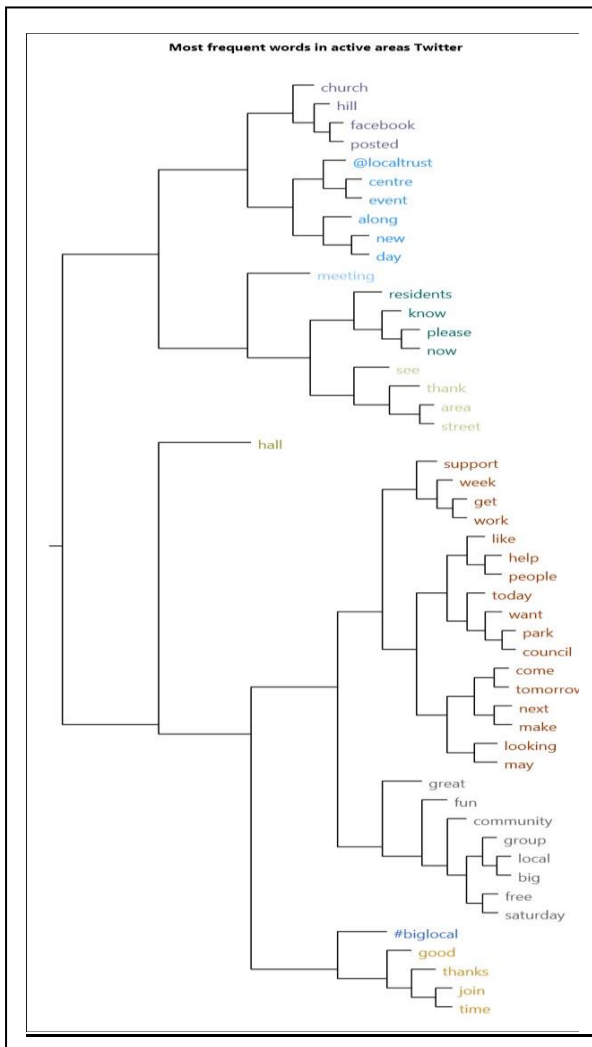 Most frequent words in active areas Twitter
church
hill
facebook
posted
@localtrust
centre
event
along
new
day
meeting
residents
know
please
now
see
thank
area
street
hall
support
week
get
work
like
help
people
today
want
park
council
come
tomorrow
next
make
looking
may
great
fun
community
group
local
big
free
saturday
#biglocal
good
thanks
join
time